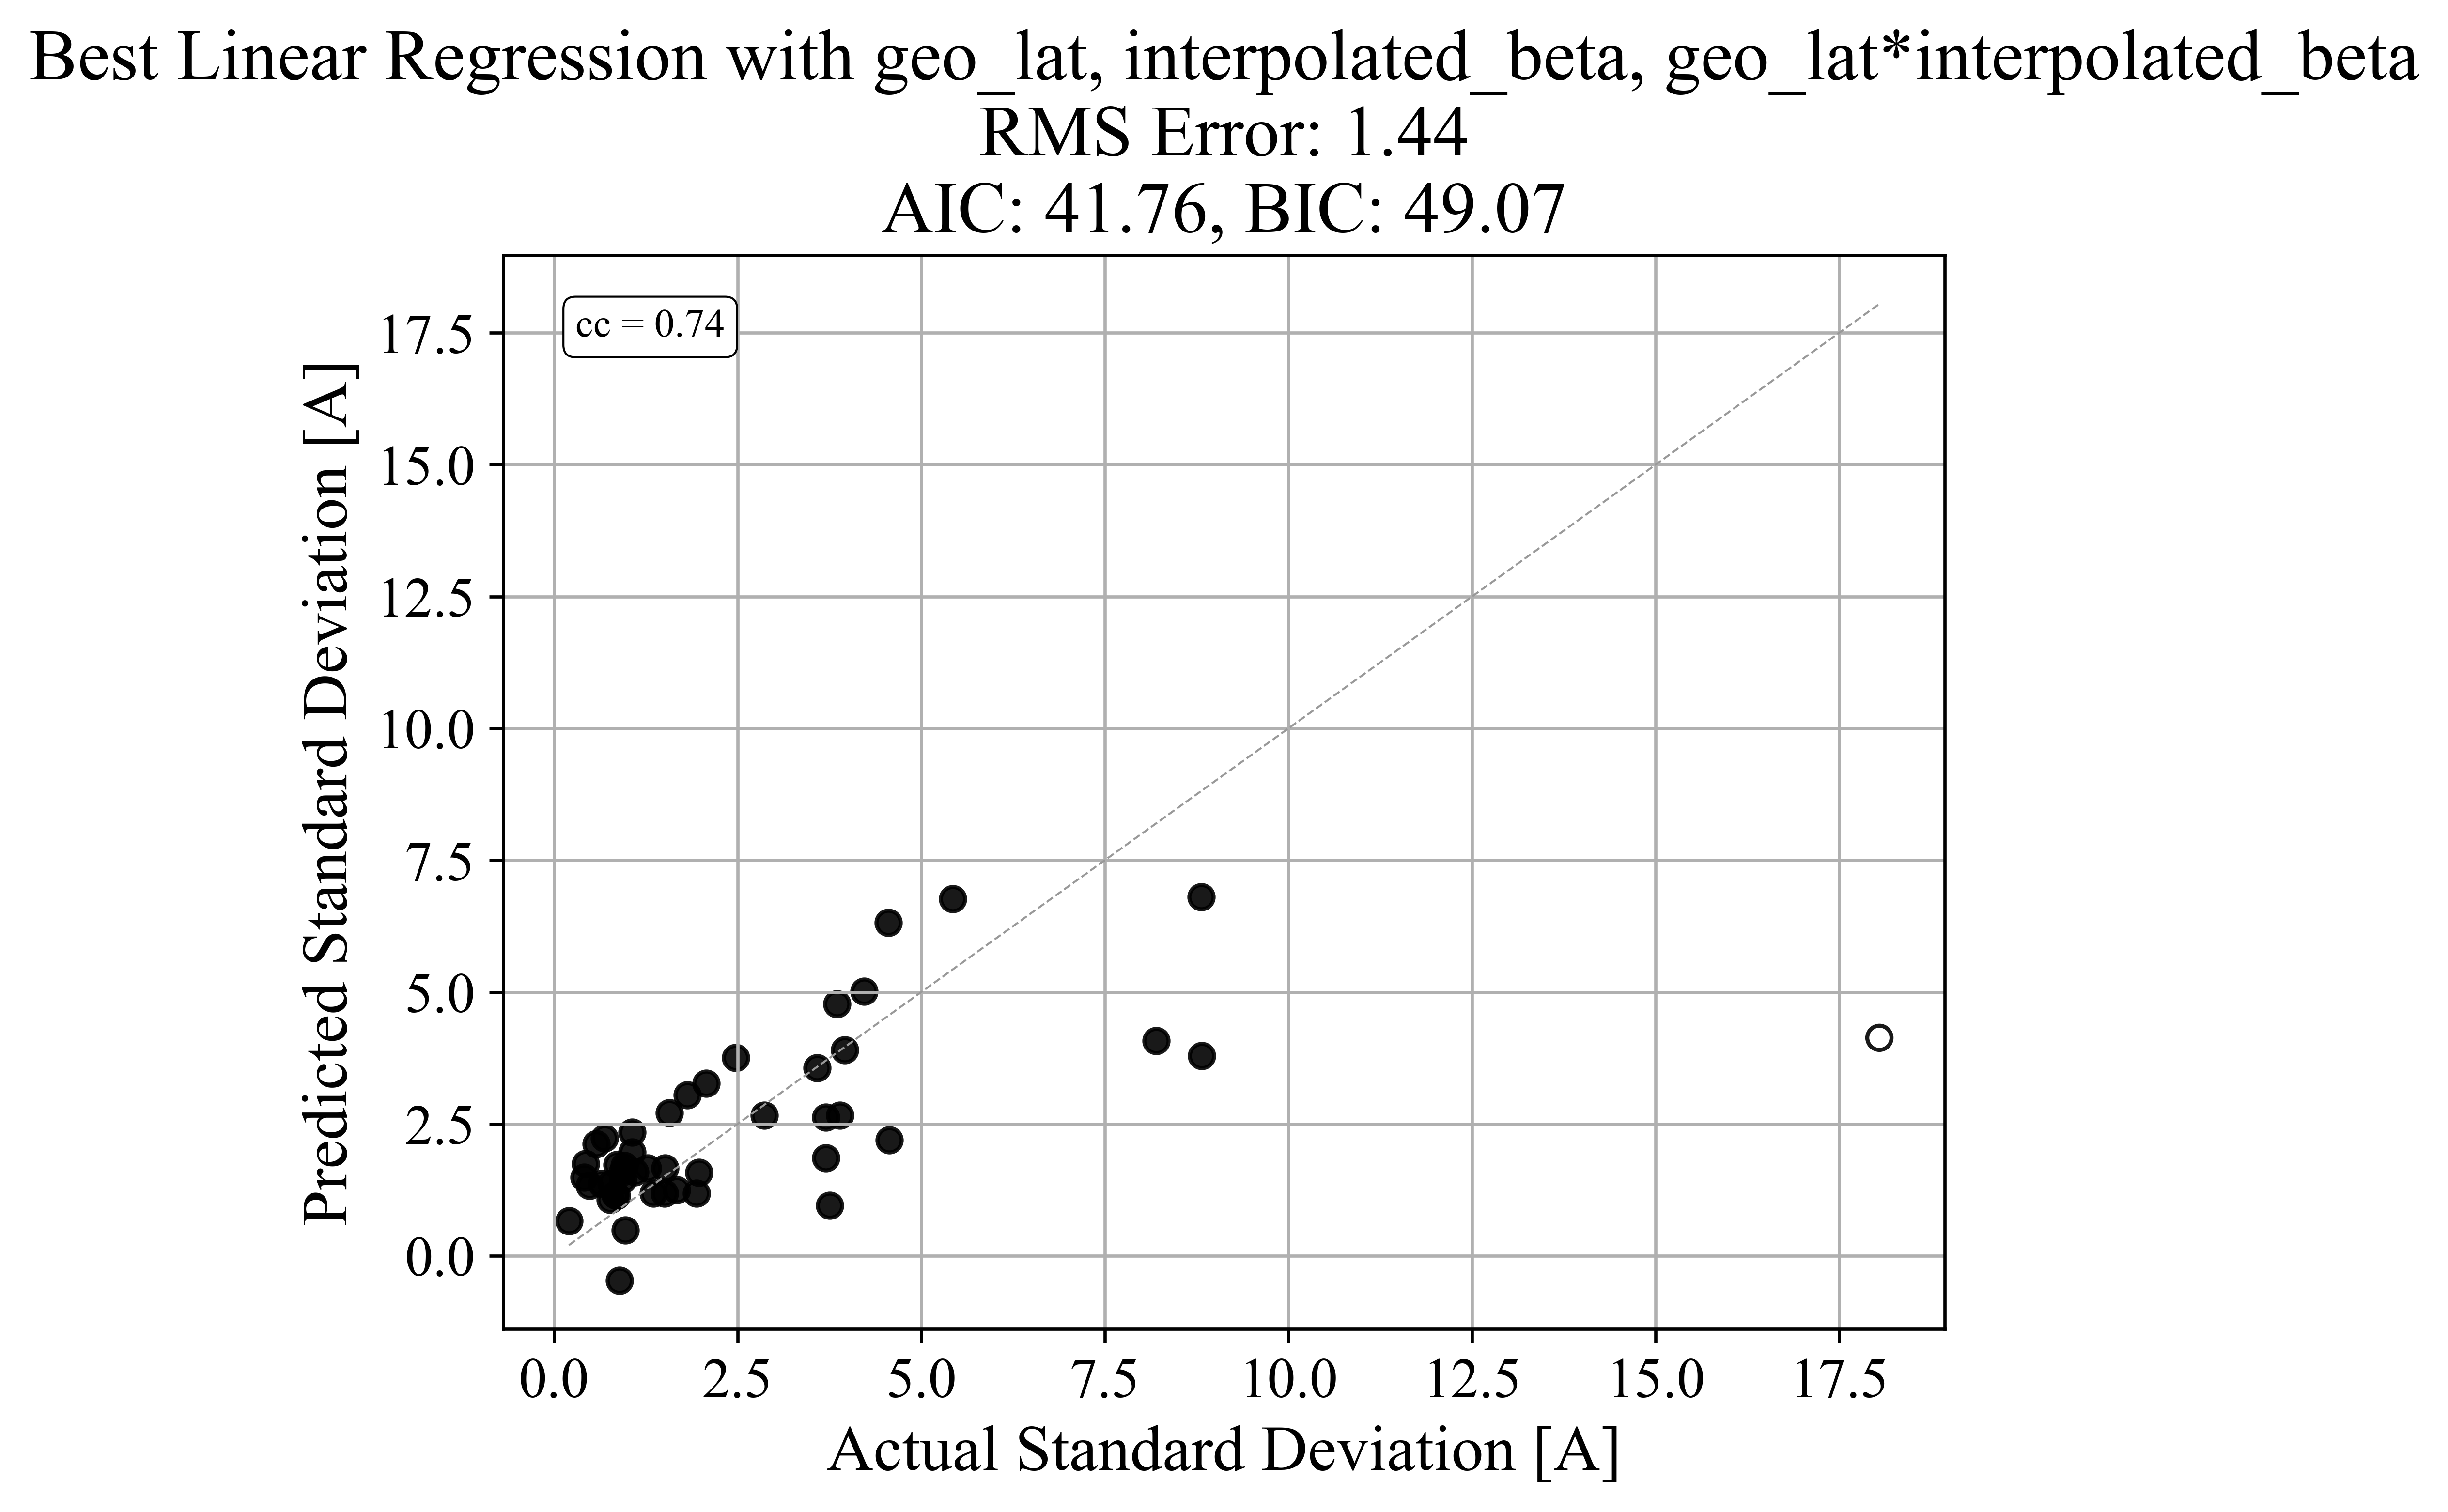 Best Linear Regression with geo_lat, interpolated_beta, geo_lat*interpolated_beta
RMS Error: 1.44
AIC: 41.76, BIC: 49.07
cc = 0.74
Predicted Standard Deviation [A]
17.5
15.0
12.5
10.0
7.5
5.0
2.5
0.0
0.0 2.5 5.0 7.5 10.0 12.5 15.0 17.5
Actual Standard Deviation [A]